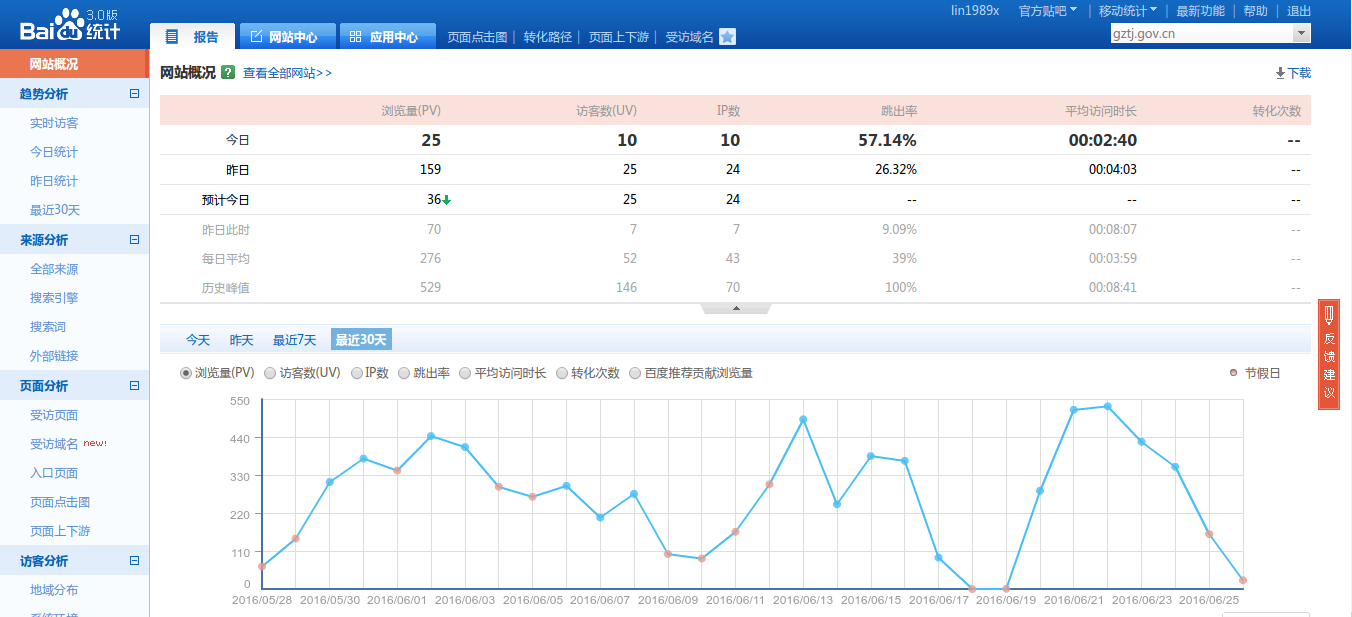 lin1989x 官方贴吧 | 移动统计 | 最新功能 | 帮助 | 退出
Bai 统计 3.0版
报告 网站中心 应用中心 页面点击图 | 转化路径 | 页面上下游 | 受访域名
gztj.gov.cn
网站概况
趋势分析
实时访客
今日统计
昨日统计
最近30天
来源分析
全部来源
搜索引擎
搜索词
外部链接
页面分析
受访页面
受访域名 new!
入口页面
页面点击图
页面上下游
访客分析
地域分布
系统环境
网站概况 ? 查看全部网站>> 下载
浏览量(PV) 访客数(UV) IP数 跳出率 平均访问时长 转化次数
今日 25 10 10 57.14% 00:02:40 --
昨日 159 25 24 26.32% 00:04:03 --
预计今日 36 25 24 -- -- --
昨日此时 70 7 7 9.09% 00:08:07 --
每日平均 276 52 43 39% 00:03:59 --
历史峰值 529 146 70 100% 00:08:41 --
今天 昨天 最近7天 最近30天
浏览量(PV) 访客数(UV) IP数 跳出率 平均访问时长 转化次数 百度推荐贡献浏览量 节假日
550
440
330
220
110
0
2016/05/28 2016/05/30 2016/06/01 2016/06/03 2016/06/05 2016/06/07 2016/06/09 2016/06/11 2016/06/13 2016/06/15 2016/06/17 2016/06/19 2016/06/21 2016/06/23 2016/06/25
反馈建议